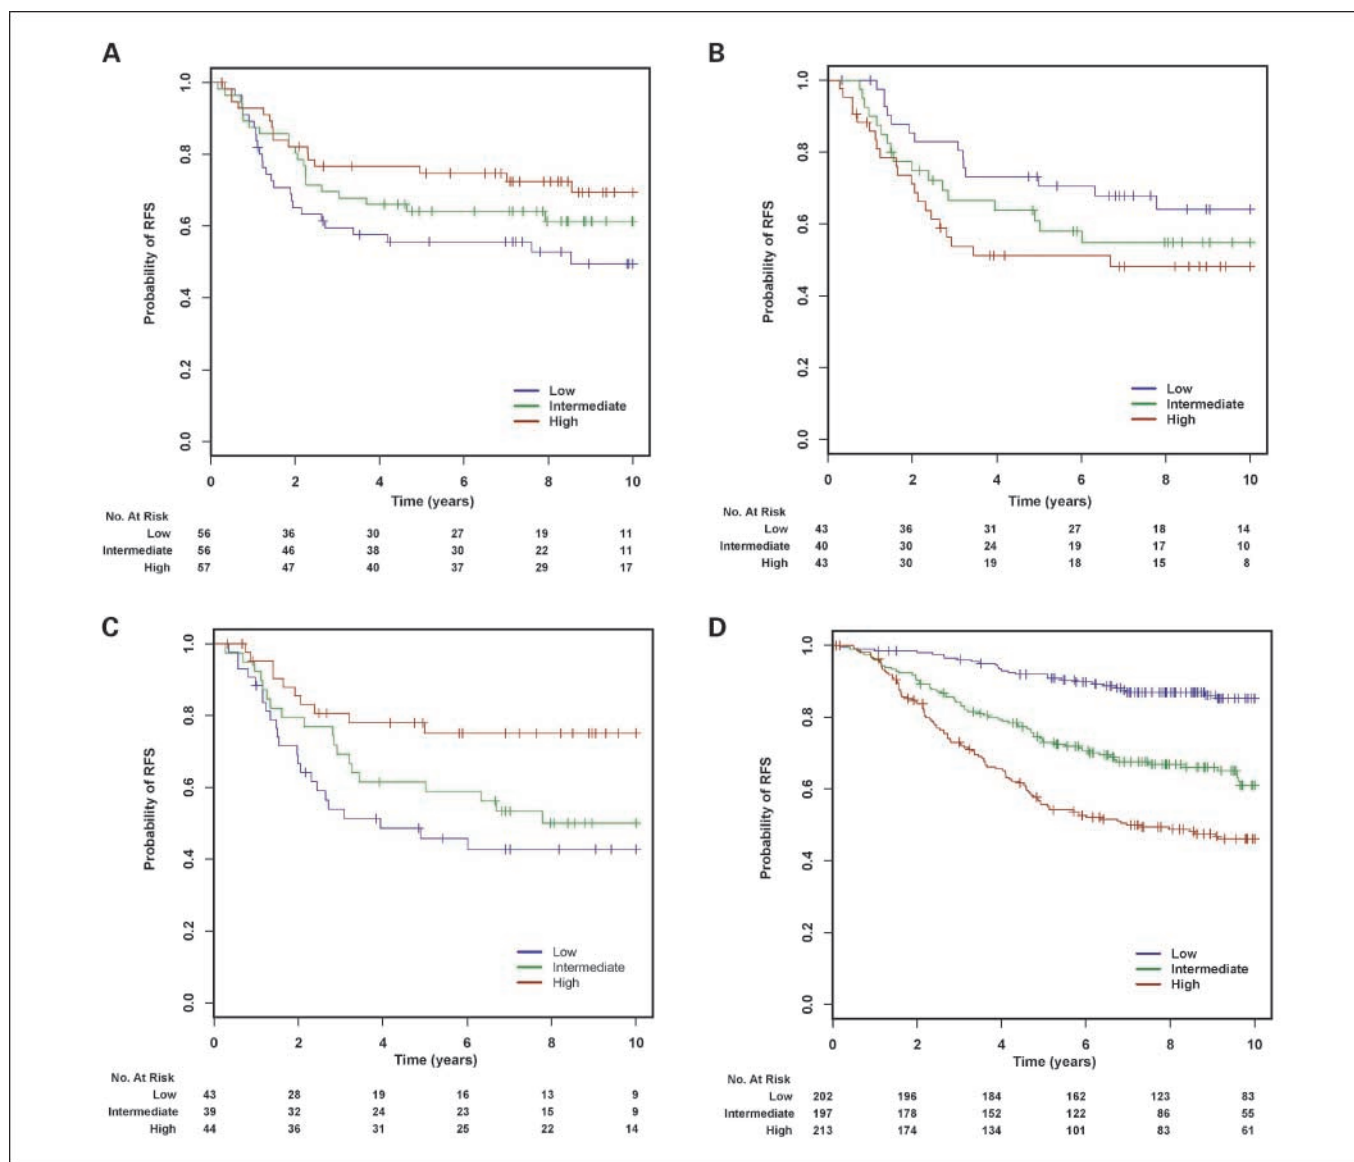 A
Probability of RFS
1.0
0.8
0.6
0.4
0.2
0.0
Low
Intermediate
High
0 2 4 6 8 10
Time (years)
No. At Risk
Low 56 36 30 27 19 11
Intermediate 56 46 38 30 22 11
High 57 47 40 37 29 17
B
Probability of RFS
1.0
0.8
0.6
0.4
0.2
0.0
Low
Intermediate
High
0 2 4 6 8 10
Time (years)
No. At Risk
Low 43 36 31 27 18 14
Intermediate 40 30 24 19 17 10
High 43 30 19 18 15 8
C
Probability of RFS
1.0
0.8
0.6
0.4
0.2
0.0
Low
Intermediate
High
0 2 4 6 8 10
Time (years)
No. At Risk
Low 43 28 19 16 13 9
Intermediate 39 32 24 23 15 9
High 44 36 31 25 22 14
D
Probability of RFS
1.0
0.8
0.6
0.4
0.2
0.0
Low
Intermediate
High
0 2 4 6 8 10
Time (years)
No. At Risk
Low 202 196 184 162 123 83
Intermediate 197 178 152 122 86 55
High 213 174 134 101 83 61